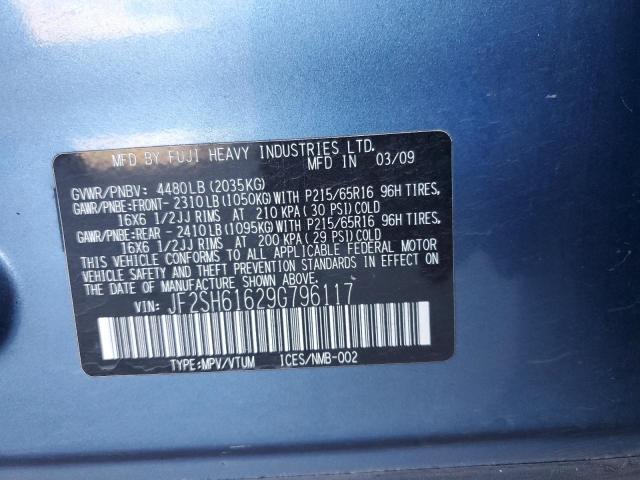 MFD BY FUJI HEAVY INDUSTRIES LTD.
MFD IN 03/09
GVWR/PNBV: 4480LB (2035KG)
GAWR/PNBE:FRONT- 2310LB(1050KG)WITH P215/65R16 96H TIRES,
16X6 1/2JJ RIMS AT 210 KPA (30 PSI)COLD
GAWR/PNBE:REAR - 2410LB(1095KG)WITH P215/65R16 96H TIRES,
16X6 1/2JJ RIMS AT 200 KPA (29 PSI)COLD
THIS VEHICLE CONFORMS TO ALL APPLICABLE FEDERAL MOTOR
VEHICLE SAFETY AND THEFT PREVENTION STANDARDS IN EFFECT ON
THE DATE OF MANUFACTURE SHOWN ABOVE.
VIN: JF2SH61629G796117
TYPE:MPV/VTUM ICES/NMB-002